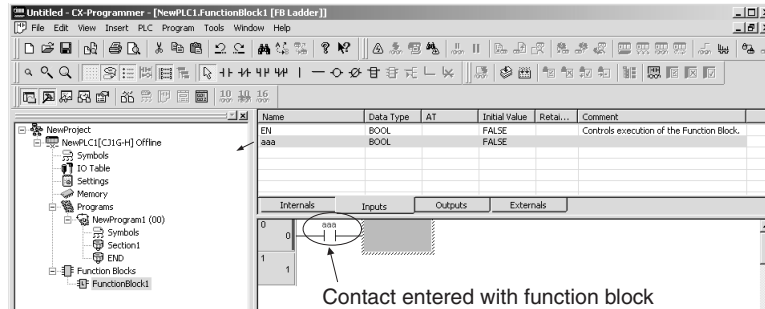 Untitled - CX-Programmer - [NewPLC1.FunctionBlock1 [FB Ladder]]
File Edit View Insert PLC Program Tools Window Help
10 16
Name Data Type AT Initial Value Retai... Comment
EN BOOL FALSE Controls execution of the Function Block.
aaa BOOL FALSE
NewProject
NewPLC1[CJ1G-H] Offline
Symbols
IO Table
Settings
Memory
Programs
NewProgram1 (00)
Symbols
Section1
END
Function Blocks
FunctionBlock1
Internals Inputs Outputs Externals
0
0
aaa
1
1
Contact entered with function block